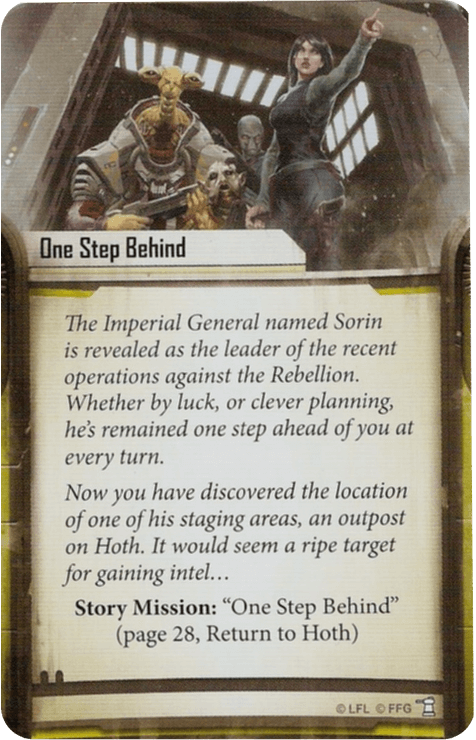 One Step Behind
The Imperial General named Sorin
is revealed as the leader of the recent
operations against the Rebellion.
Whether by luck, or clever planning,
he's remained one step ahead of you at
every turn.
Now you have discovered the location
of one of his staging areas, an outpost
on Hoth. It would seem a ripe target
for gaining intel…
Story Mission: “One Step Behind”
(page 28, Return to Hoth)
© LFL © FFG